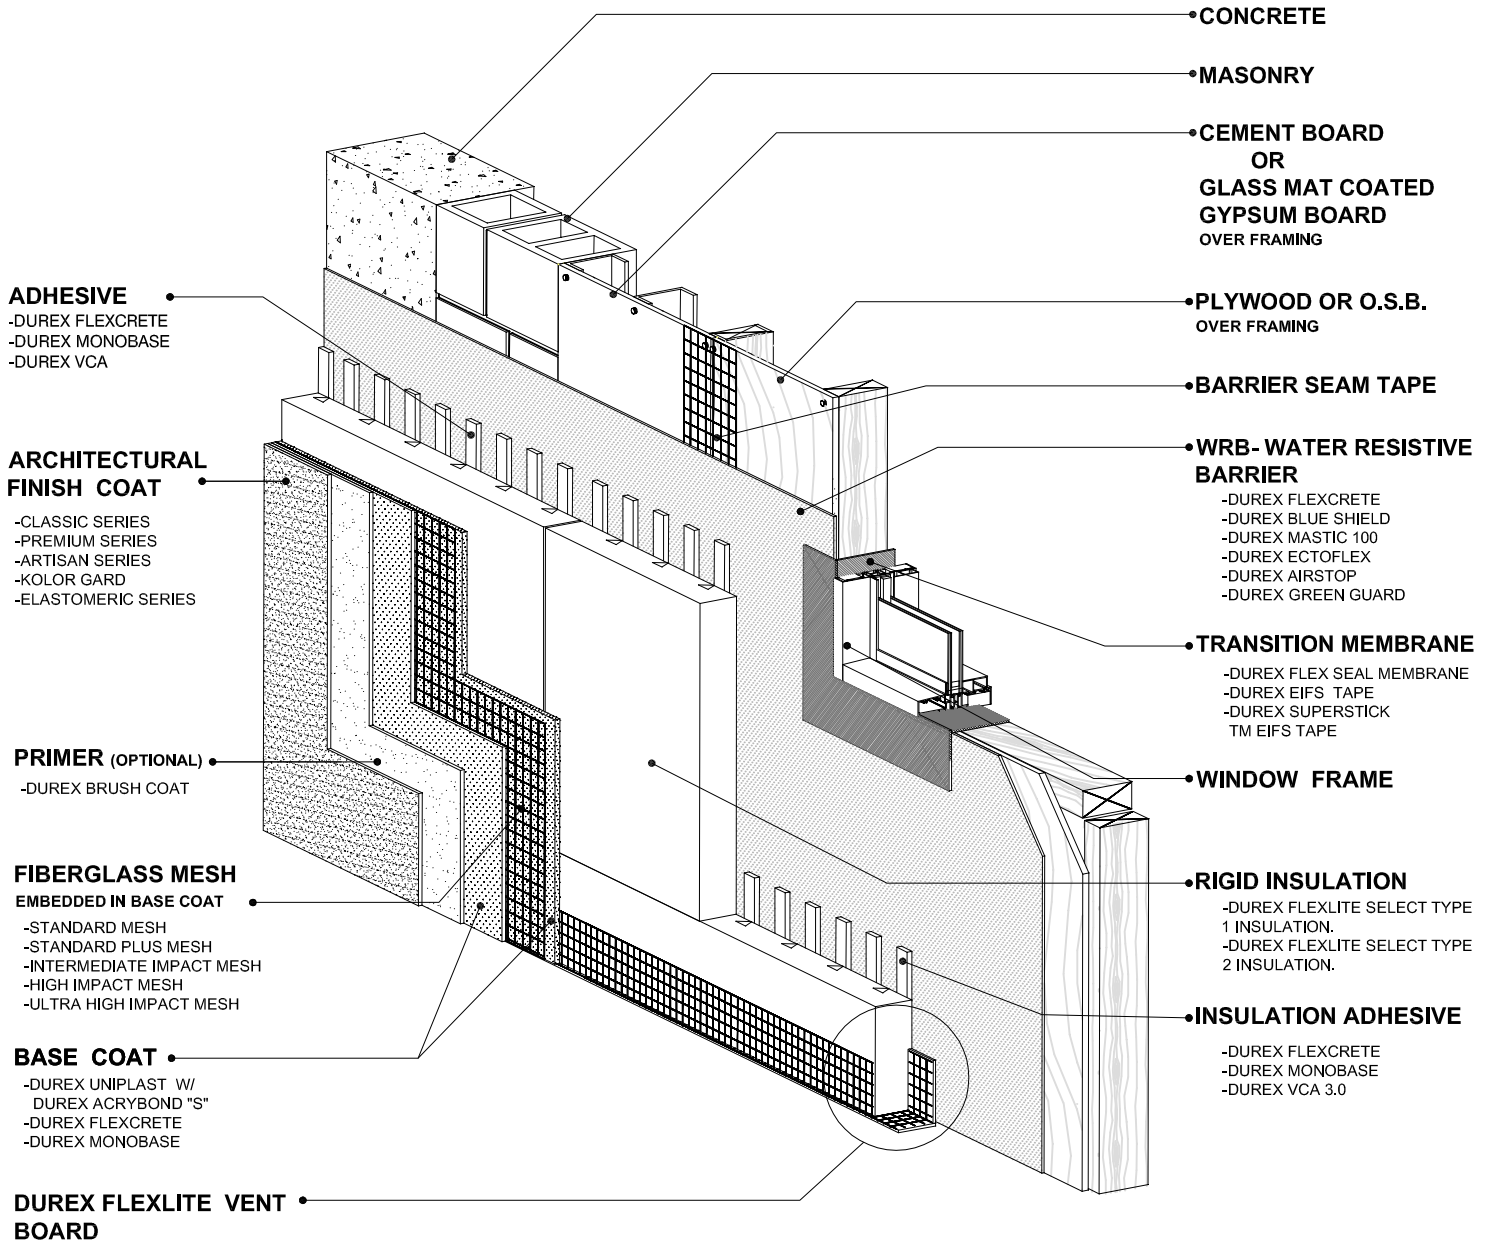 CONCRETE
MASONRY
CEMENT BOARD
OR
GLASS MAT COATED
GYPSUM BOARD
OVER FRAMING
PLYWOOD OR O.S.B.
OVER FRAMING
BARRIER SEAM TAPE
WRB- WATER RESISTIVE
BARRIER
-DUREX FLEXCRETE
-DUREX BLUE SHIELD
-DUREX MASTIC 100
-DUREX ECTOFLEX
-DUREX AIRSTOP
-DUREX GREEN GUARD
TRANSITION MEMBRANE
-DUREX FLEX SEAL MEMBRANE
-DUREX EIFS TAPE
-DUREX SUPERSTICK
TM EIFS TAPE
WINDOW FRAME
RIGID INSULATION
-DUREX FLEXLITE SELECT TYPE
1 INSULATION.
-DUREX FLEXLITE SELECT TYPE
2 INSULATION.
INSULATION ADHESIVE
-DUREX FLEXCRETE
-DUREX MONOBASE
-DUREX VCA 3.0
ADHESIVE
-DUREX FLEXCRETE
-DUREX MONOBASE
-DUREX VCA
ARCHITECTURAL
FINISH COAT
-CLASSIC SERIES
-PREMIUM SERIES
-ARTISAN SERIES
-KOLOR GARD
-ELASTOMERIC SERIES
PRIMER (OPTIONAL)
-DUREX BRUSH COAT
FIBERGLASS MESH
EMBEDDED IN BASE COAT
-STANDARD MESH
-STANDARD PLUS MESH
-INTERMEDIATE IMPACT MESH
-HIGH IMPACT MESH
-ULTRA HIGH IMPACT MESH
BASE COAT
-DUREX UNIPLAST W/
DUREX ACRYBOND "S"
-DUREX FLEXCRETE
-DUREX MONOBASE
DUREX FLEXLITE VENT
BOARD